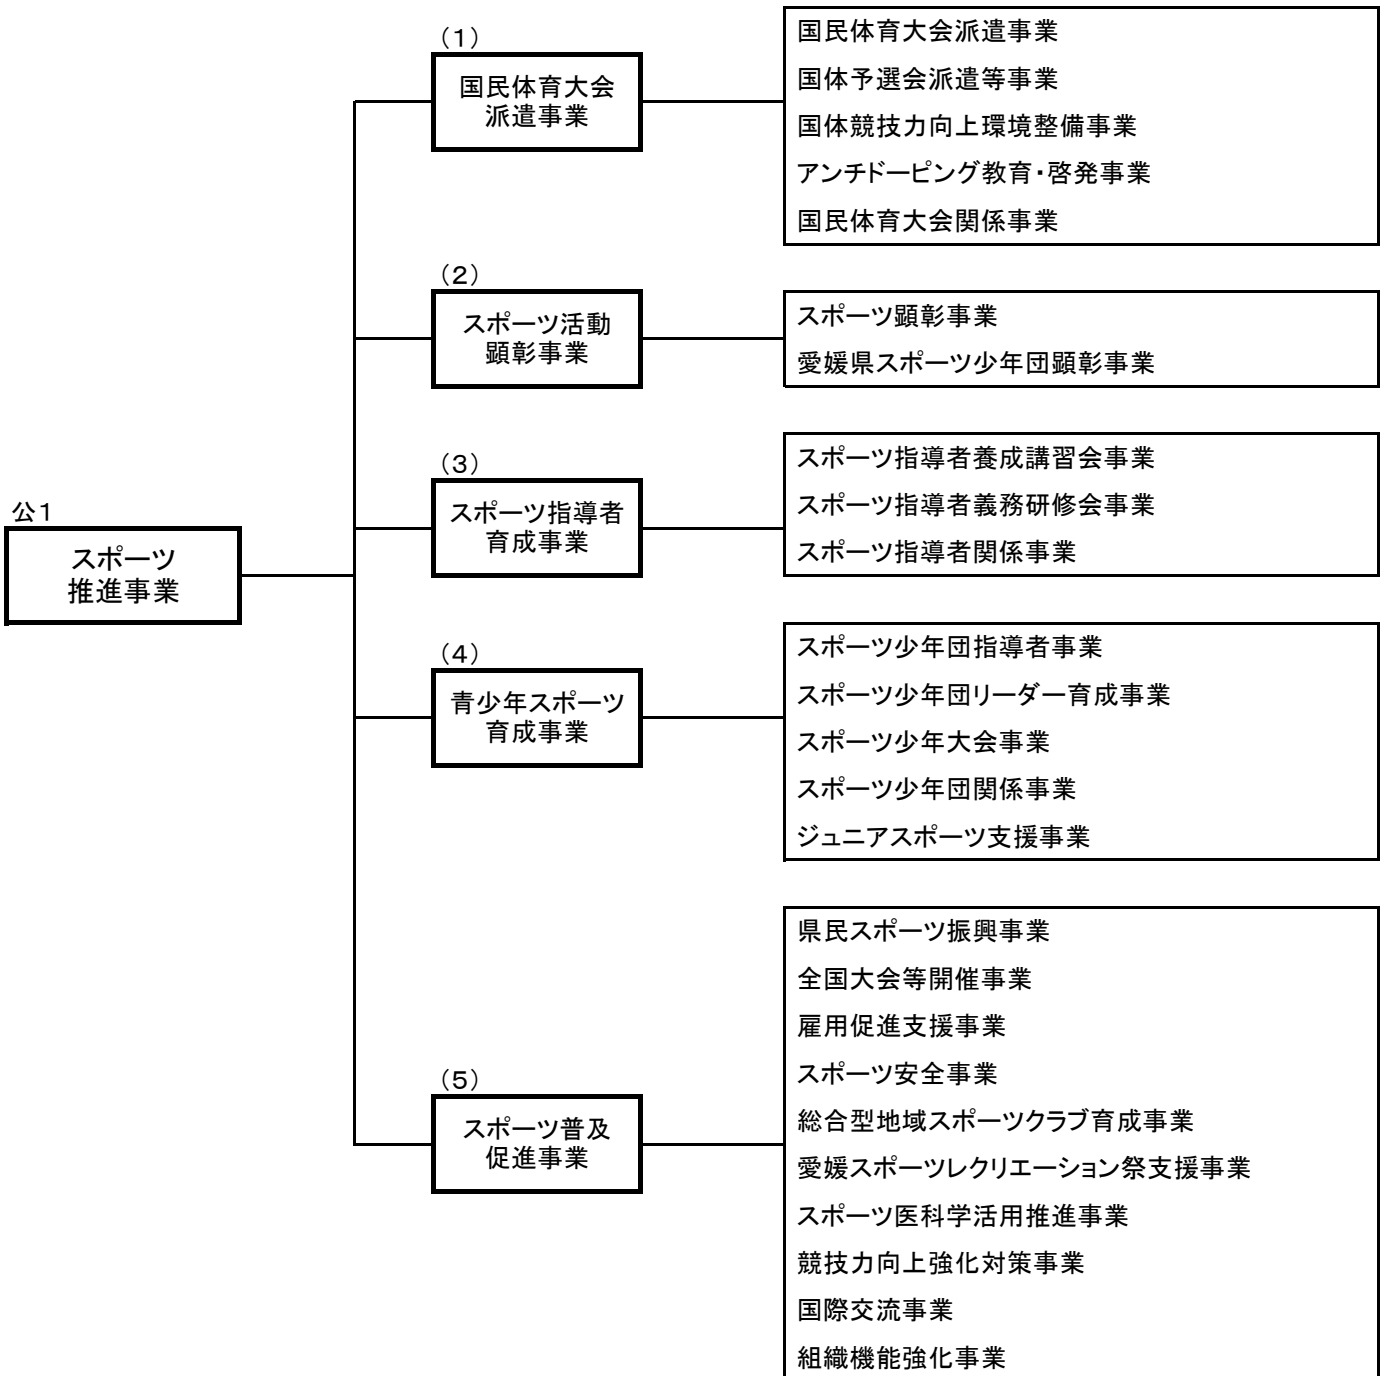 公1
スポーツ
推進事業
（1）
国民体育大会
派遣事業
国民体育大会派遣事業
国体予選会派遣等事業
国体競技力向上環境整備事業
アンチドーピング教育・啓発事業
国民体育大会関係事業
（2）
スポーツ活動
顕彰事業
スポーツ顕彰事業
愛媛県スポーツ少年団顕彰事業
（3）
スポーツ指導者
育成事業
スポーツ指導者養成講習会事業
スポーツ指導者義務研修会事業
スポーツ指導者関係事業
（4）
青少年スポーツ
育成事業
スポーツ少年団指導者事業
スポーツ少年団リーダー育成事業
スポーツ少年大会事業
スポーツ少年団関係事業
ジュニアスポーツ支援事業
（5）
スポーツ普及
促進事業
県民スポーツ振興事業
全国大会等開催事業
雇用促進支援事業
スポーツ安全事業
総合型地域スポーツクラブ育成事業
愛媛スポーツレクリエーション祭支援事業
スポーツ医科学活用推進事業
競技力向上強化対策事業
国際交流事業
組織機能強化事業